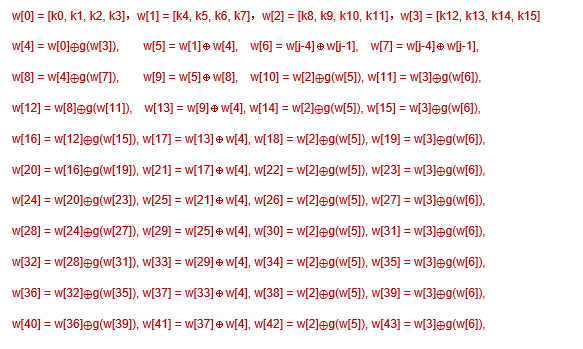 w[0] = [k0, k1, k2, k3]，w[1] = [k4, k5, k6, k7]，w[2] = [k8, k9, k10, k11]，w[3] = [k12, k13, k14, k15]
w[4] = w[0]⊕g(w[3]), w[5] = w[1]⊕w[4], w[6] = w[j-4]⊕w[j-1], w[7] = w[j-4]⊕w[j-1],
w[8] = w[4]⊕g(w[7]), w[9] = w[5]⊕w[8], w[10] = w[2]⊕g(w[5]), w[11] = w[3]⊕g(w[6]),
w[12] = w[8]⊕g(w[11]), w[13] = w[9]⊕w[4], w[14] = w[2]⊕g(w[5]), w[15] = w[3]⊕g(w[6]),
w[16] = w[12]⊕g(w[15]), w[17] = w[13]⊕w[4], w[18] = w[2]⊕g(w[5]), w[19] = w[3]⊕g(w[6]),
w[20] = w[16]⊕g(w[19]), w[21] = w[17]⊕w[4], w[22] = w[2]⊕g(w[5]), w[23] = w[3]⊕g(w[6]),
w[24] = w[20]⊕g(w[23]), w[25] = w[21]⊕w[4], w[26] = w[2]⊕g(w[5]), w[27] = w[3]⊕g(w[6]),
w[28] = w[24]⊕g(w[27]), w[29] = w[25]⊕w[4], w[30] = w[2]⊕g(w[5]), w[31] = w[3]⊕g(w[6]),
w[32] = w[28]⊕g(w[31]), w[33] = w[29]⊕w[4], w[34] = w[2]⊕g(w[5]), w[35] = w[3]⊕g(w[6]),
w[36] = w[32]⊕g(w[35]), w[37] = w[33]⊕w[4], w[38] = w[2]⊕g(w[5]), w[39] = w[3]⊕g(w[6]),
w[40] = w[36]⊕g(w[39]), w[41] = w[37]⊕w[4], w[42] = w[2]⊕g(w[5]), w[43] = w[3]⊕g(w[6]),